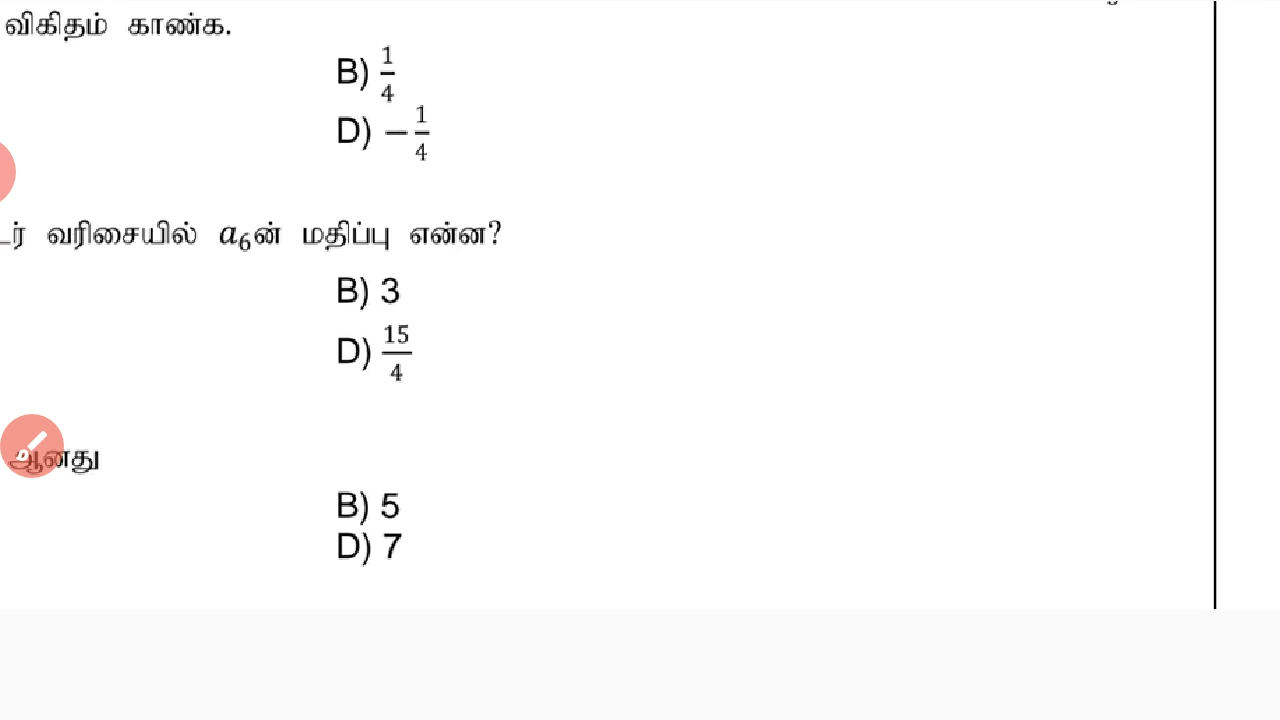 விகிதம் காண்க.
B) 1/4
D) −1/4
வரிசையில் a₆ன் மதிப்பு என்ன?
B) 3
D) 15/4
ஆனது
B) 5
D) 7